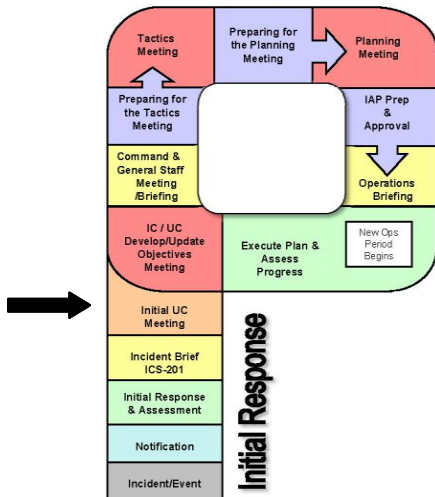 Tactics
Meeting
Preparing for
the Planning
Meeting
Planning
Meeting
Preparing for
the Tactics
Meeting
IAP Prep
&
Approval
Command &
General Staff
Meeting
/Briefing
Operations
Briefing
IC / UC
Develop/Update
Objectives
Meeting
Execute Plan &
Assess
Progress
New Ops
Period
Begins
Initial UC
Meeting
Incident Brief
ICS-201
Initial Response
& Assessment
Notification
Incident/Event
Initial Response